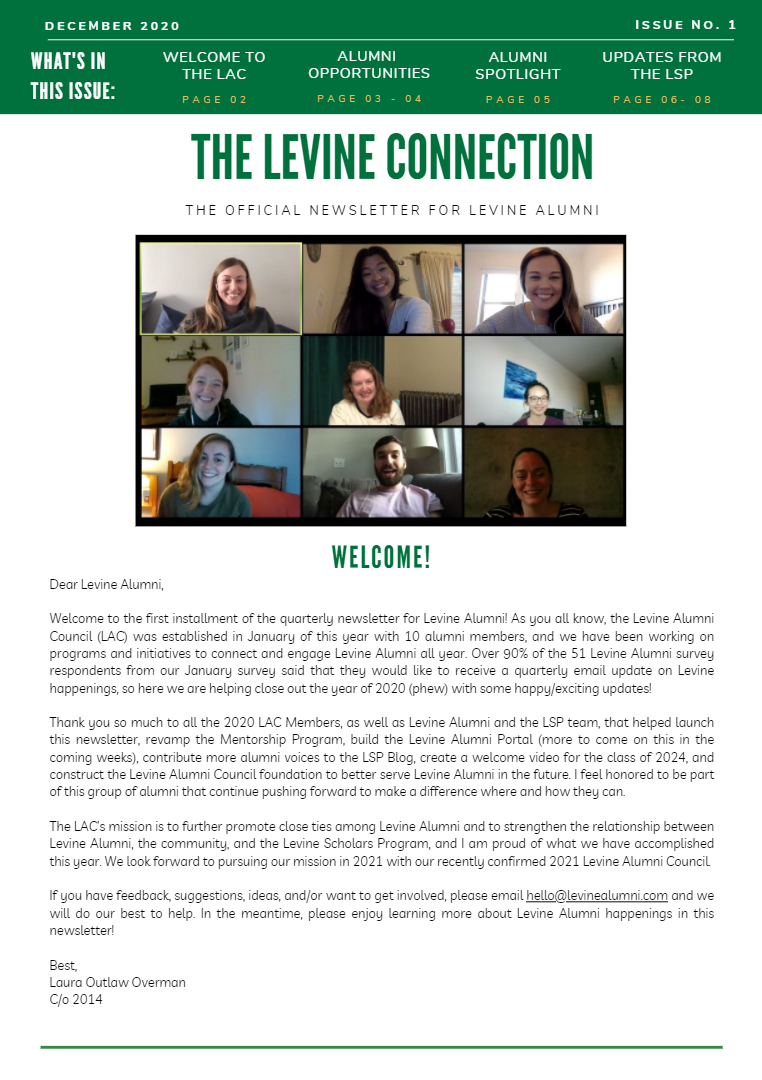 DECEMBER 2020
ISSUE NO. 1
WHAT'S IN
THIS ISSUE:
WELCOME TO
THE LAC
PAGE 02
ALUMNI
OPPORTUNITIES
PAGE 03 - 04
ALUMNI
SPOTLIGHT
PAGE 05
UPDATES FROM
THE LSP
PAGE 06- 08
THE LEVINE CONNECTION
THE OFFICIAL NEWSLETTER FOR LEVINE ALUMNI
WELCOME!
Dear Levine Alumni,
Welcome to the first installment of the quarterly newsletter for Levine Alumni! As you all know, the Levine Alumni
Council (LAC) was established in January of this year with 10 alumni members, and we have been working on
programs and initiatives to connect and engage Levine Alumni all year. Over 90% of the 51 Levine Alumni survey
respondents from our January survey said that they would like to receive a quarterly email update on Levine
happenings, so here we are helping close out the year of 2020 (phew) with some happy/exciting updates!
Thank you so much to all the 2020 LAC Members, as well as Levine Alumni and the LSP team, that helped launch
this newsletter, revamp the Mentorship Program, build the Levine Alumni Portal (more to come on this in the
coming weeks), contribute more alumni voices to the LSP Blog, create a welcome video for the class of 2024, and
construct the Levine Alumni Council foundation to better serve Levine Alumni in the future. I feel honored to be part
of this group of alumni that continue pushing forward to make a difference where and how they can.
The LAC's mission is to further promote close ties among Levine Alumni and to strengthen the relationship between
Levine Alumni, the community, and the Levine Scholars Program, and I am proud of what we have accomplished
this year. We look forward to pursuing our mission in 2021 with our recently confirmed 2021 Levine Alumni Council.
If you have feedback, suggestions, ideas, and/or want to get involved, please email hello@levinealumni.com and we
will do our best to help. In the meantime, please enjoy learning more about Levine Alumni happenings in this
newsletter!
Best,
Laura Outlaw Overman
C/o 2014